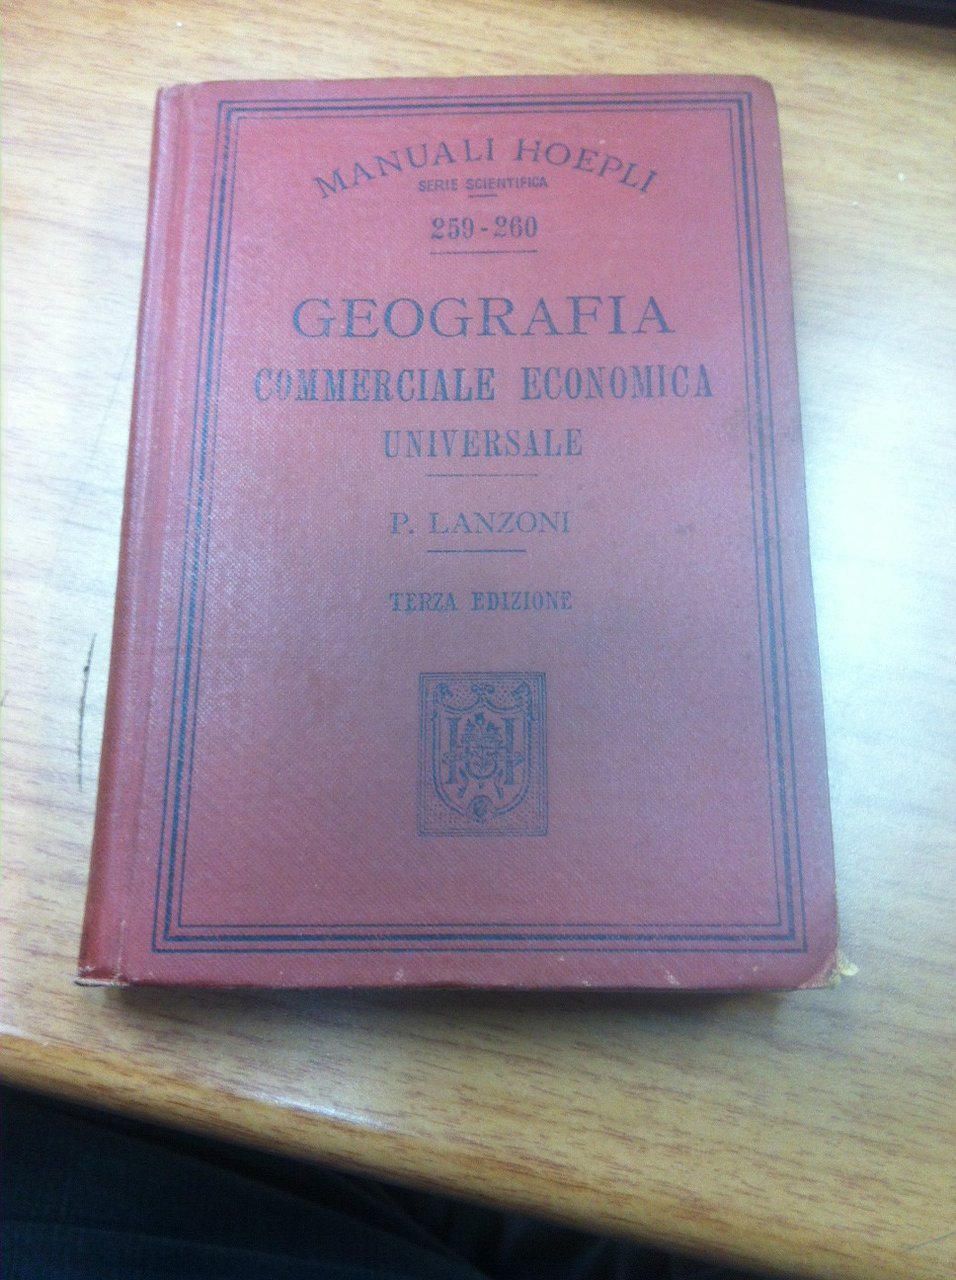 MANUALI HOEPLI
SERIE SCIENTIFICA
259-260
GEOGRAFIA
COMMERCIALE ECONOMICA
UNIVERSALE
P. LANZONI
TERZA EDIZIONE